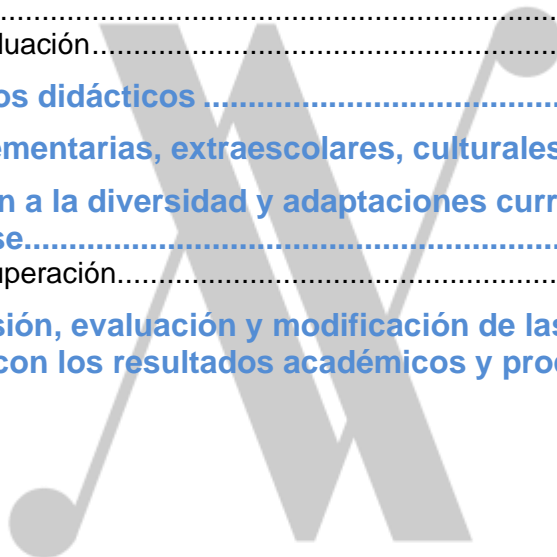 ........................................................
luación................................................
os didácticos ..........................................
ementarias, extraescolares, culturales
n a la diversidad y adaptaciones curr
se......................................................
uperación..............................................
sión, evaluación y modificación de las
con los resultados académicos y pro